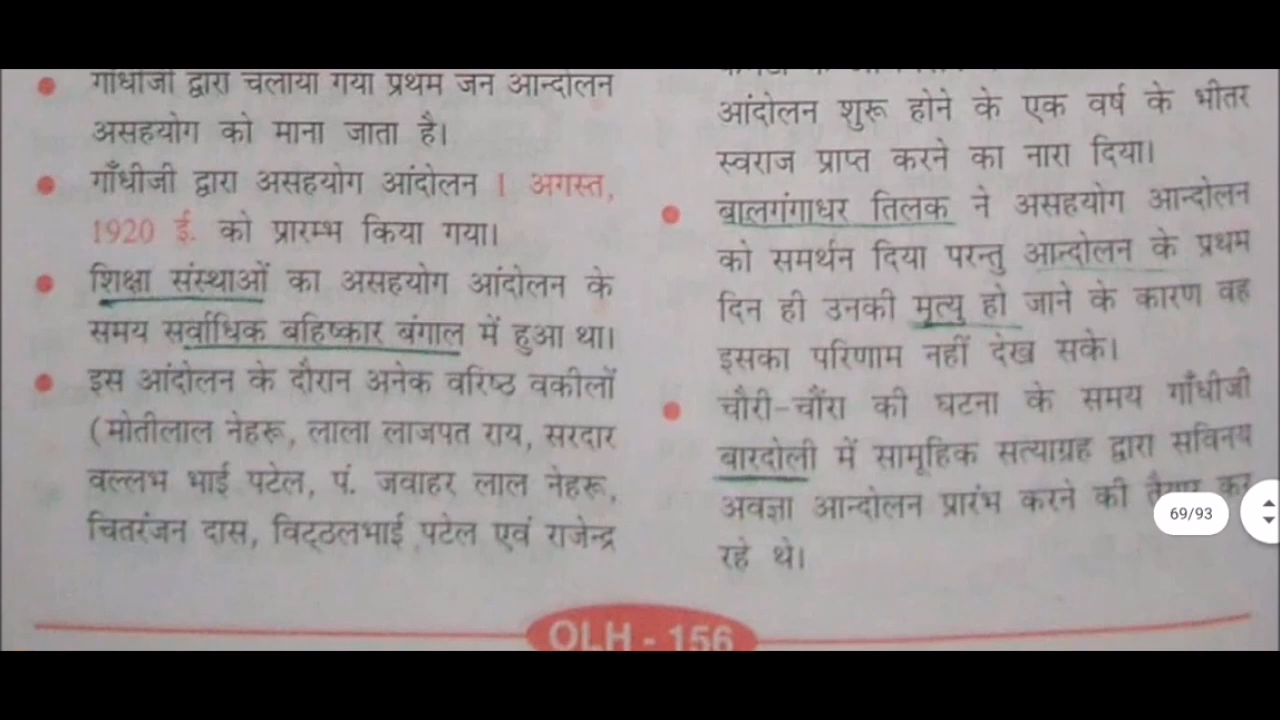 गाँधीजी द्वारा चलाया गया प्रथम जन आन्दोलन
असहयोग को माना जाता है।
गाँधीजी द्वारा असहयोग आंदोलन 1 अगस्त,
1920 ई. को प्रारम्भ किया गया।
शिक्षा संस्थाओं का असहयोग आंदोलन के
समय सर्वाधिक बहिष्कार बंगाल में हुआ था।
इस आंदोलन के दौरान अनेक वरिष्ठ वकीलों
(मोतीलाल नेहरू, लाला लाजपत राय, सरदार
वल्लभ भाई पटेल, पं. जवाहर लाल नेहरू,
चितरंजन दास, विट्ठलभाई पटेल एवं राजेन्द्र
आंदोलन शुरू होने के एक वर्ष के भीतर
स्वराज प्राप्त करने का नारा दिया।
बालगंगाधर तिलक ने असहयोग आन्दोलन
को समर्थन दिया परन्तु आन्दोलन के प्रथम
दिन ही उनकी मृत्यु हो जाने के कारण वह
इसका परिणाम नहीं देख सके।
चौरी-चौंरा की घटना के समय गाँधीजी
बारदोली में सामूहिक सत्याग्रह द्वारा सविनय
अवज्ञा आन्दोलन प्रारंभ करने की तैयार कर
रहे थे।
69/93
OLH - 156